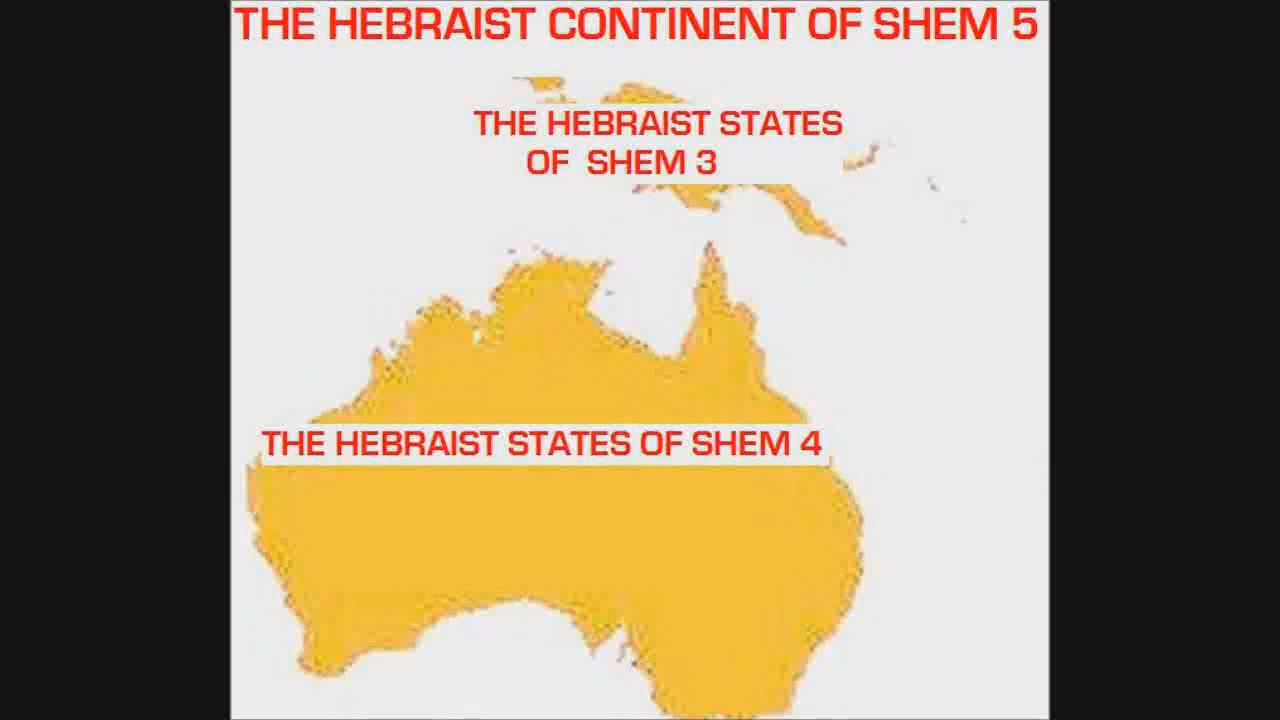 THE HEBRAIST CONTINENT OF SHEM 5
THE HEBRAIST STATES
OF SHEM 3
THE HEBRAIST STATES OF SHEM 4